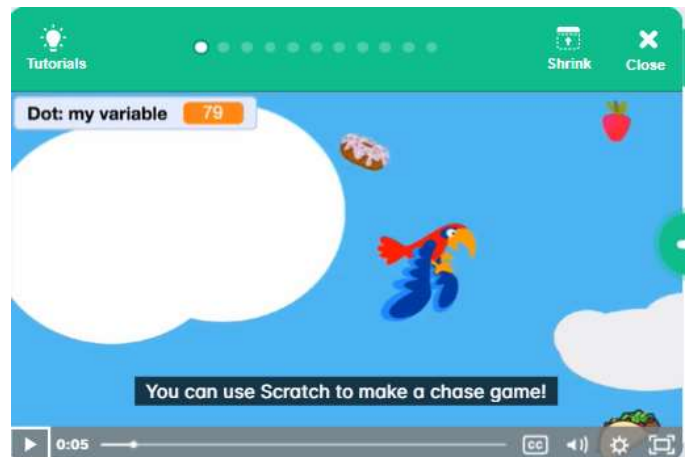 Tutorials
Shrink
Close
Dot: my variable 79
You can use Scratch to make a chase game!
0:05
CC